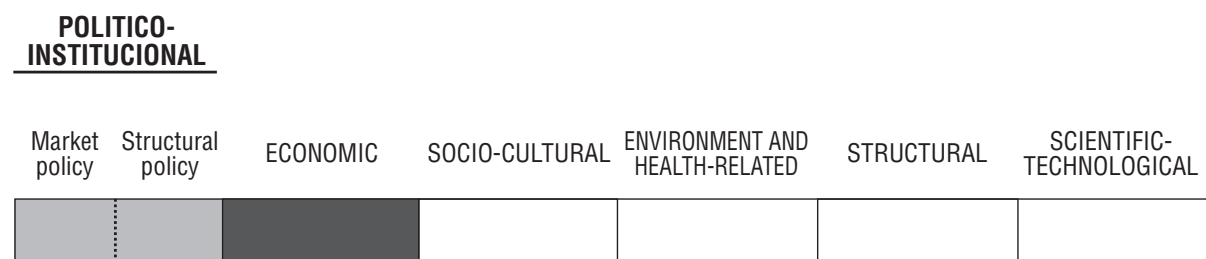 POLITICO-
INSTITUCIONAL
Market
policy
Structural
policy
ECONOMIC
SOCIO-CULTURAL
ENVIRONMENT AND
HEALTH-RELATED
STRUCTURAL
SCIENTIFIC-
TECHNOLOGICAL